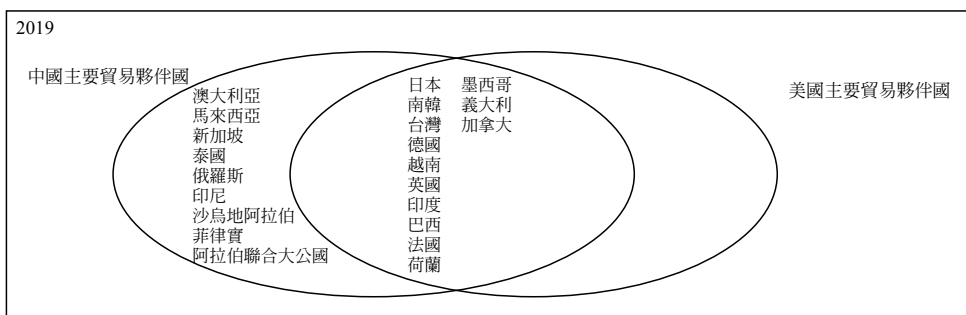 2019
中國主要貿易夥伴國
澳大利亞
馬來西亞
新加坡
泰國
俄羅斯
印尼
沙烏地阿拉伯
菲律賓
阿拉伯聯合大公國
日本 墨西哥
南韓 義大利
台灣 加拿大
德國
越南
英國
印度
巴西
法國
荷蘭
美國主要貿易夥伴國